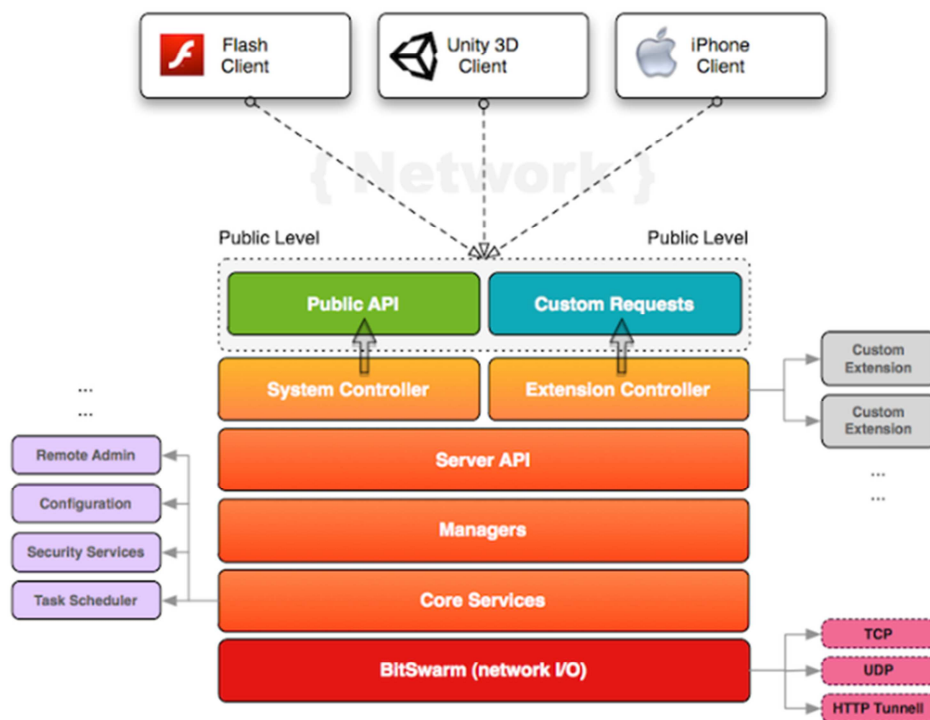 Flash
Client
Unity 3D
Client
iPhone
Client
{ Network }
Public Level
Public Level
Public API
Custom Requests
System Controller
Extension Controller
Custom
Extension
Custom
Extension
...
...
...
...
Remote Admin
Configuration
Security Services
Task Scheduler
Server API
Managers
Core Services
BitSwarm (network I/O)
TCP
UDP
HTTP Tunnell